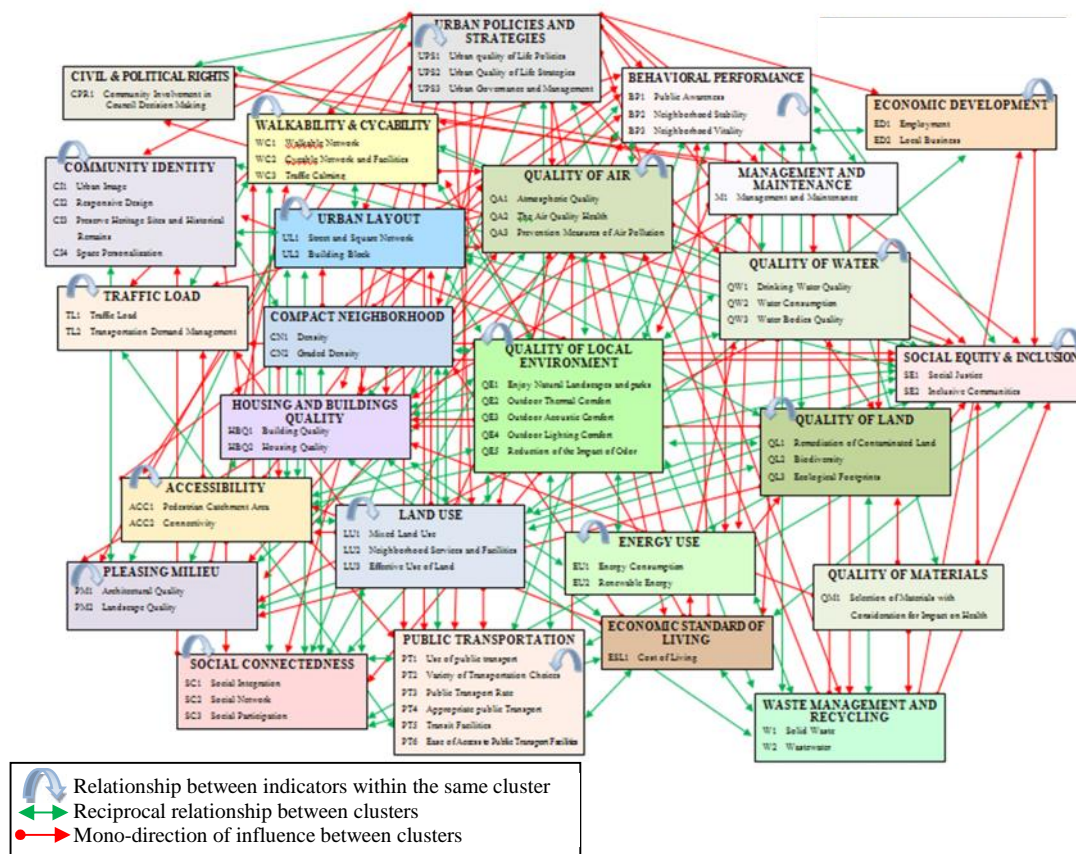 URBAN POLICIES AND
STRATEGIES
UPS1 Urban quality of Life Policies
UPS2 Urban Quality of Life Strategies
UPS3 Urban Governance and Management
CIVIL & POLITICAL RIGHTS
CPR1 Community Involvement in
Council Decision Making
BEHAVIORAL PERFORMANCE
BP1 Public Awareness
BP2 Neighborhood Stability
BP3 Neighborhood Vitality
ECONOMIC DEVELOPMENT
ED1 Employment
ED2 Local Business
WALKABILITY & CYCABILITY
WC1 Walkable Network
WC2 Cycable Network and Facilities
WC3 Traffic Calming
COMMUNITY IDENTITY
CI1 Urban Image
CI2 Responsive Design
CI3 Preserve Heritage Sites and Historical
Remains
CI4 Space Personalization
QUALITY OF AIR
QA1 Atmospheric Quality
QA2 The Air Quality Health
QA3 Prevention Measures of Air Pollution
MANAGEMENT AND
MAINTENANCE
M1 Management and Maintenance
URBAN LAYOUT
UL1 Street and Square Network
UL2 Building Block
QUALITY OF WATER
QW1 Drinking Water Quality
QW2 Water Consumption
QW3 Water Bodies Quality
TRAFFIC LOAD
TL1 Traffic Load
TL2 Transportation Demand Management
COMPACT NEIGHBORHOOD
CN1 Density
CN2 Graded Density
QUALITY OF LOCAL
ENVIRONMENT
QE1 Enjoy Natural Landscapes and parks
QE2 Outdoor Thermal Comfort
QE3 Outdoor Acoustic Comfort
QE4 Outdoor Lighting Comfort
QE5 Reduction of the Impact of Odor
SOCIAL EQUITY & INCLUSION
SE1 Social Justice
SE2 Inclusive Communities
HOUSING AND BUILDINGS
QUALITY
HBQ1 Building Quality
HBQ2 Housing Quality
QUALITY OF LAND
QL1 Remediation of Contaminated Land
QL2 Biodiversity
QL3 Ecological Footprints
ACCESSIBILITY
ACC1 Pedestrian Catchment Area
ACC2 Connectivity
LAND USE
LU1 Mixed Land Use
LU2 Neighborhood Services and Facilities
LU3 Effective Use of Land
ENERGY USE
EU1 Energy Consumption
EU2 Renewable Energy
PLEASING MILIEU
PM1 Architectural Quality
PM2 Landscape Quality
QUALITY OF MATERIALS
QM1 Selection of Materials with
Consideration for Impact on Health
ECONOMIC STANDARD OF
LIVING
ESL1 Cost of Living
PUBLIC TRANSPORTATION
PT1 Use of public transport
PT2 Variety of Transportation Choices
PT3 Public Transport Rate
PT4 Appropriate public Transport
PT5 Transit Facilities
PT6 Ease of Access to Public Transport Facilities
SOCIAL CONNECTEDNESS
SC1 Social Integration
SC2 Social Network
SC3 Social Participation
WASTE MANAGEMENT AND
RECYCLING
W1 Solid Waste
W2 Wastewater
Relationship between indicators within the same cluster
Reciprocal relationship between clusters
Mono-direction of influence between clusters